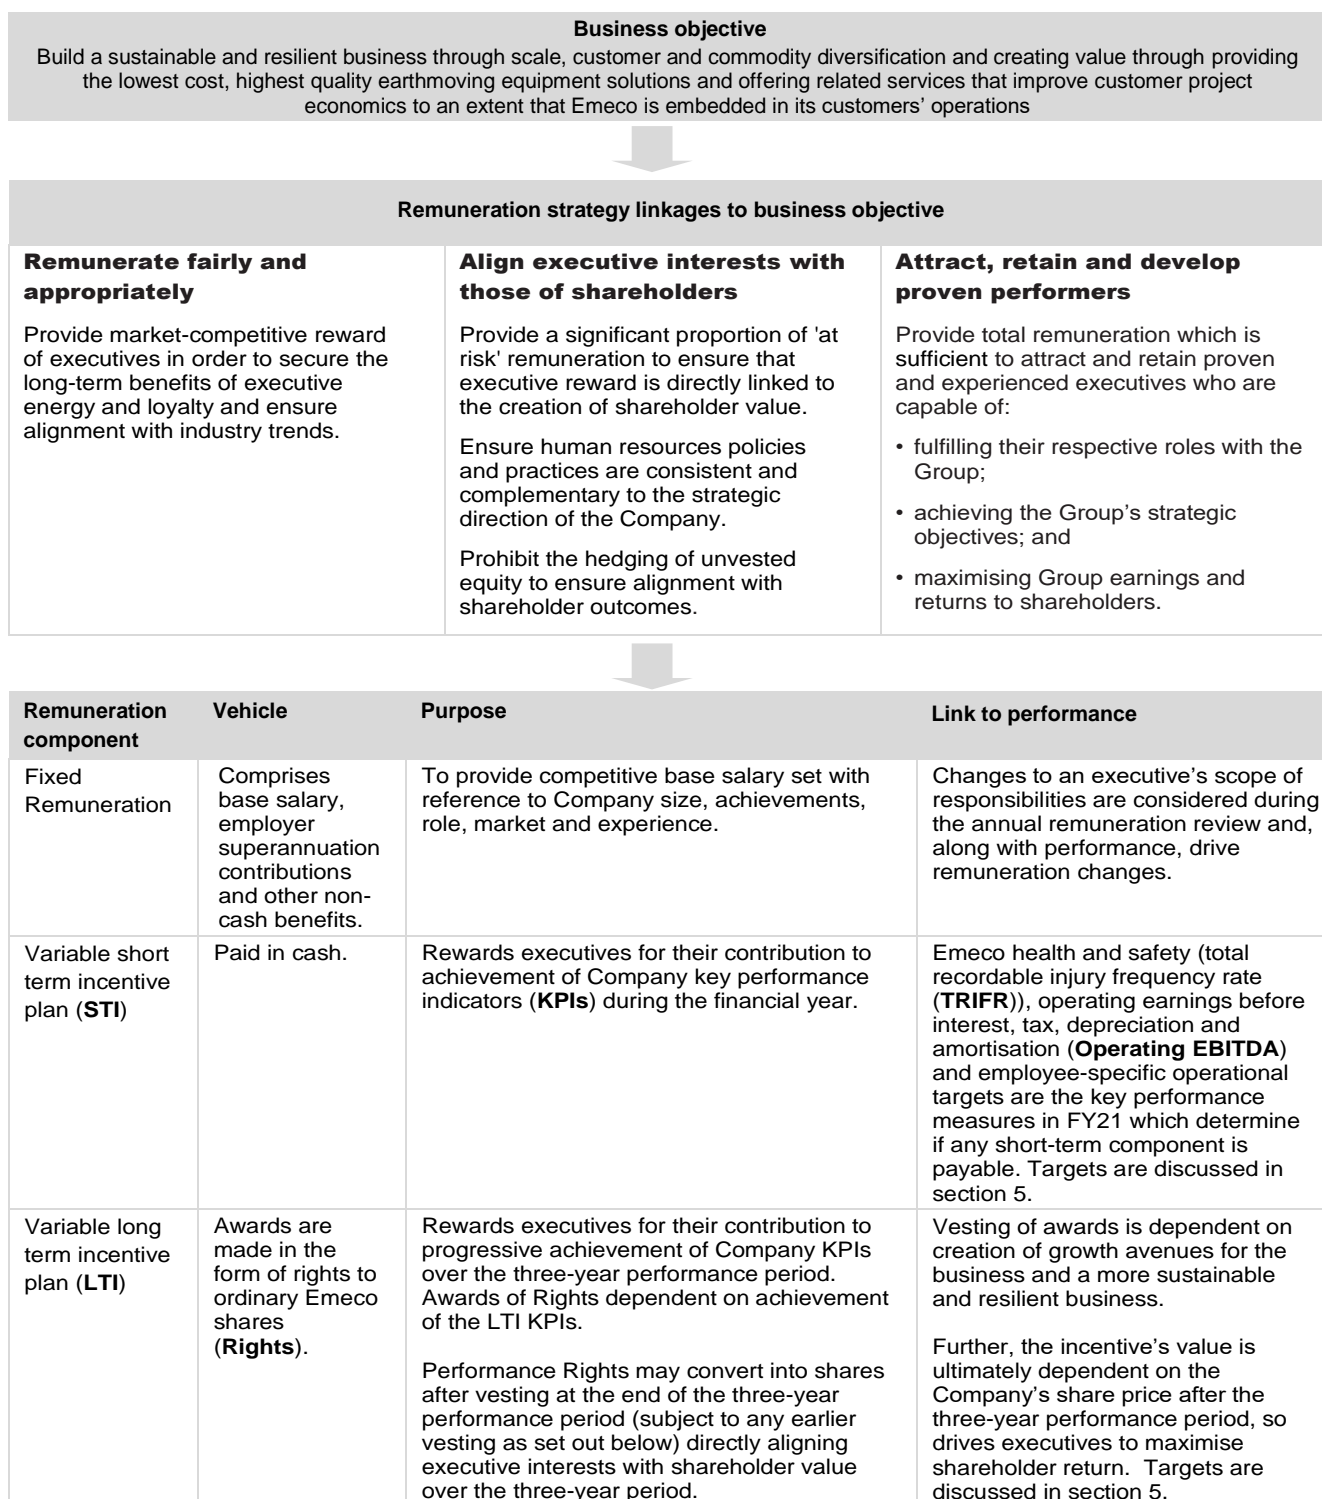 Business objective
Build a sustainable and resilient business through scale, customer and commodity diversification and creating value through providing
the lowest cost, highest quality earthmoving equipment solutions and offering related services that improve customer project
economics to an extent that Emeco is embedded in its customers' operations
Remuneration strategy linkages to business objective
Remunerate fairly and
appropriately
Provide market-competitive reward
of executives in order to secure the
long-term benefits of executive
energy and loyalty and ensure
alignment with industry trends.
Align executive interests with
those of shareholders
Provide a significant proportion of 'at
risk' remuneration to ensure that
executive reward is directly linked to
the creation of shareholder value.
Ensure human resources policies
and practices are consistent and
complementary to the strategic
direction of the Company.
Prohibit the hedging of unvested
equity to ensure alignment with
shareholder outcomes.
Attract, retain and develop
proven performers
Provide total remuneration which is
sufficient to attract and retain proven
and experienced executives who are
capable of:
• fulfilling their respective roles with the
Group;
• achieving the Group's strategic
objectives; and
• maximising Group earnings and
returns to shareholders.
Remuneration
component
Vehicle
Purpose
Link to performance
Fixed
Remuneration
Comprises
base salary,
employer
superannuation
contributions
and other non-
cash benefits.
To provide competitive base salary set with
reference to Company size, achievements,
role, market and experience.
Changes to an executive's scope of
responsibilities are considered during
the annual remuneration review and,
along with performance, drive
remuneration changes.
Variable short
term incentive
plan (STI)
Paid in cash.
Rewards executives for their contribution to
achievement of Company key performance
indicators (KPIs) during the financial year.
Emeco health and safety (total
recordable injury frequency rate
(TRIFR)), operating earnings before
interest, tax, depreciation and
amortisation (Operating EBITDA)
and employee-specific operational
targets are the key performance
measures in FY21 which determine
if any short-term component is
payable. Targets are discussed in
section 5.
Variable long
term incentive
plan (LTI)
Awards are
made in the
form of rights to
ordinary Emeco
shares
(Rights).
Rewards executives for their contribution to
progressive achievement of Company KPIs
over the three-year performance period.
Awards of Rights dependent on achievement
of the LTI KPIs.
Performance Rights may convert into shares
after vesting at the end of the three-year
performance period (subject to any earlier
vesting as set out below) directly aligning
executive interests with shareholder value
over the three-year period.
Vesting of awards is dependent on
creation of growth avenues for the
business and a more sustainable
and resilient business.
Further, the incentive's value is
ultimately dependent on the
Company's share price after the
three-year performance period, so
drives executives to maximise
shareholder return. Targets are
discussed in section 5.